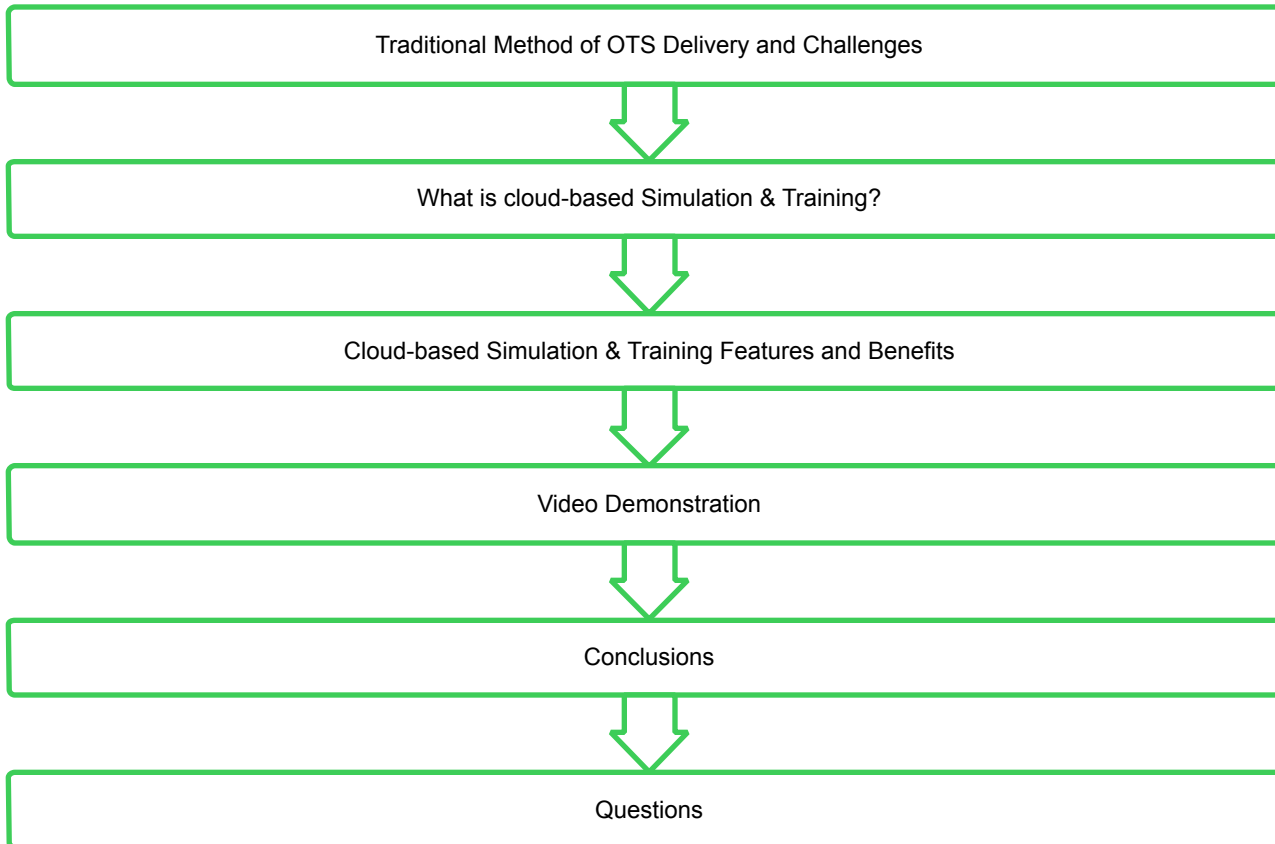 Traditional Method of OTS Delivery and Challenges
What is cloud-based Simulation & Training?
Cloud-based Simulation & Training Features and Benefits
Video Demonstration
Conclusions
Questions